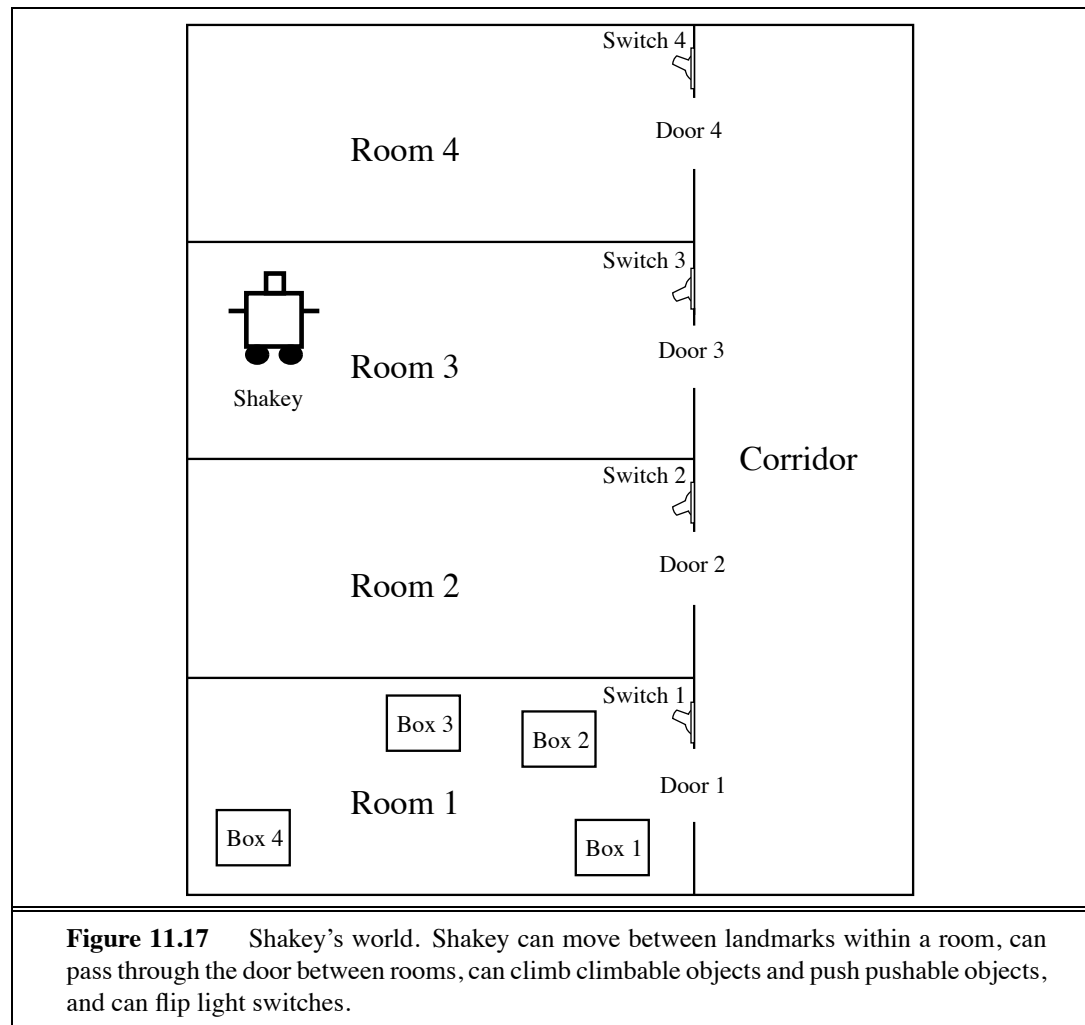 Switch 4
Door 4
Room 4
Switch 3
Door 3
Room 3
Shakey
Corridor
Switch 2
Door 2
Room 2
Switch 1
Box 3
Box 2
Door 1
Room 1
Box 4
Box 1
Figure 11.17 Shakey's world. Shakey can move between landmarks within a room, can
pass through the door between rooms, can climb climbable objects and push pushable objects,
and can flip light switches.